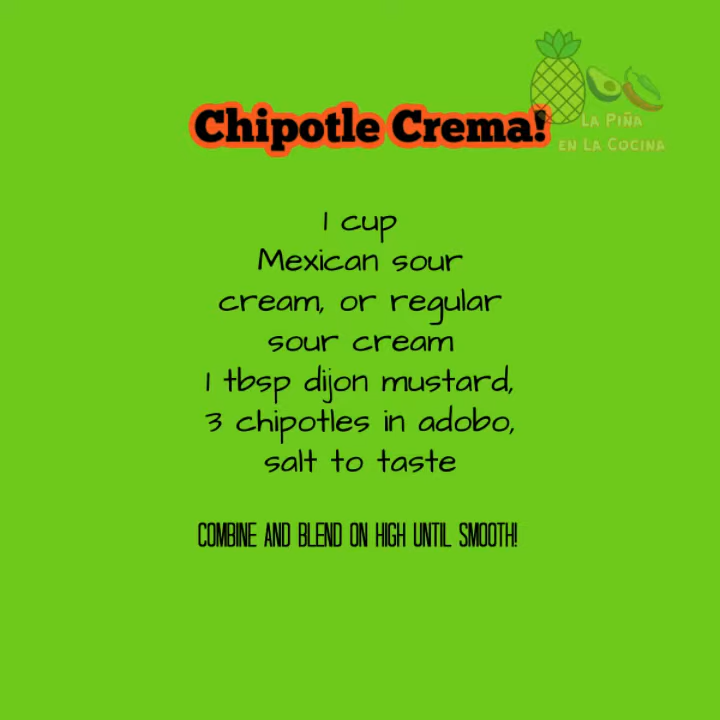 Chipotle Crema!
La Piña
en La Cocina
1 cup
Mexican sour
cream, or regular
sour cream
1 tbsp dijon mustard,
3 chipotles in adobo,
salt to taste
COMBINE AND BLEND ON HIGH UNTIL SMOOTH!